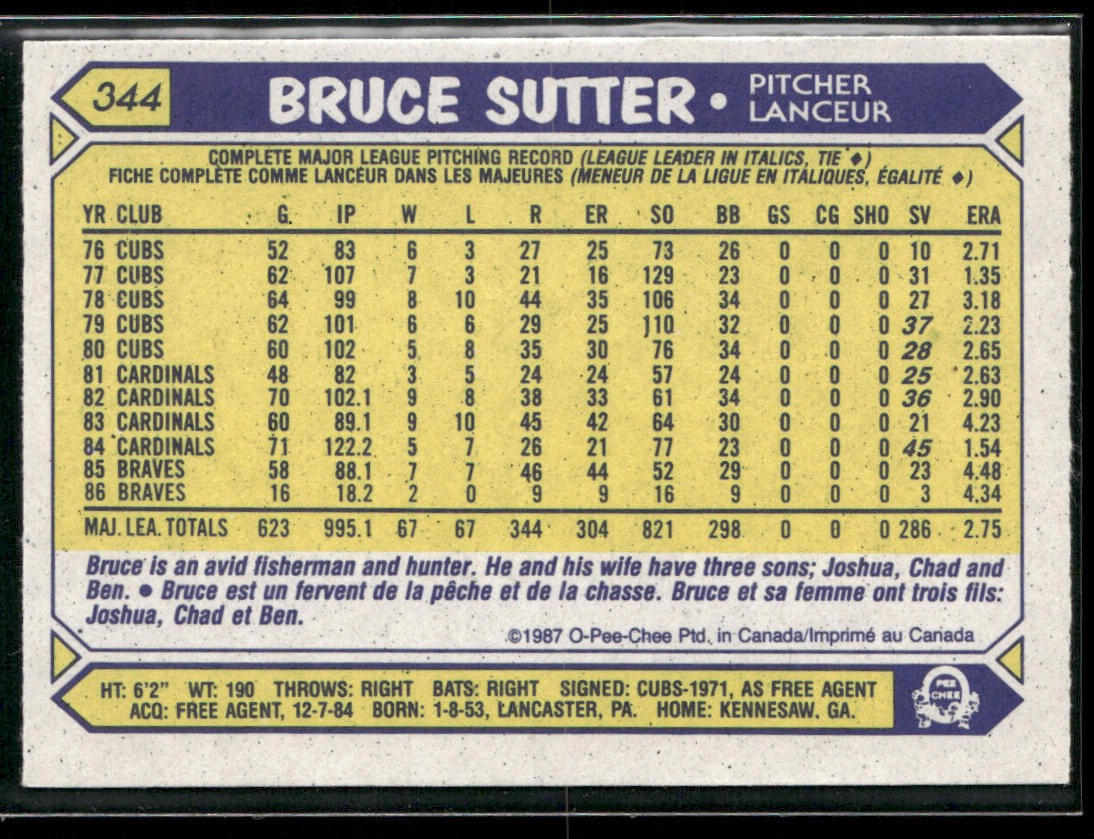 344 BRUCE SUTTER • PITCHER
LANCEUR
COMPLETE MAJOR LEAGUE PITCHING RECORD (LEAGUE LEADER IN ITALICS, TIE ◆)
FICHE COMPLÈTE COMME LANCEUR DANS LES MAJEURES (MENEUR DE LA LIGUE EN ITALIQUES, ÉGALITÉ ◆)
YR CLUB G. IP W L R ER SO BB GS CG SHO SV ERA
76 CUBS 52 83 6 3 27 25 73 26 0 0 0 10 2.71
77 CUBS 62 107 7 3 21 16 129 23 0 0 0 31 1.35
78 CUBS 64 99 8 10 44 35 106 34 0 0 0 27 3.18
79 CUBS 62 101 6 6 29 25 110 32 0 0 0 37 2.23
80 CUBS 60 102 5 8 35 30 76 34 0 0 0 28 2.65
81 CARDINALS 48 82 3 5 24 24 57 24 0 0 0 25 2.63
82 CARDINALS 70 102.1 9 8 38 33 61 34 0 0 0 36 2.90
83 CARDINALS 60 89.1 9 10 45 42 64 30 0 0 0 21 4.23
84 CARDINALS 71 122.2 5 7 26 21 77 23 0 0 0 45 1.54
85 BRAVES 58 88.1 7 7 46 44 52 29 0 0 0 23 4.48
86 BRAVES 16 18.2 2 0 9 9 16 9 0 0 0 3 4.34
MAJ. LEA. TOTALS 623 995.1 67 67 344 304 821 298 0 0 0 286 2.75
Bruce is an avid fisherman and hunter. He and his wife have three sons; Joshua, Chad and
Ben. ● Bruce est un fervent de la pêche et de la chasse. Bruce et sa femme ont trois fils:
Joshua, Chad et Ben.
©1987 O-Pee-Chee Ptd. in Canada/Imprimé au Canada
HT: 6'2" WT: 190 THROWS: RIGHT BATS: RIGHT SIGNED: CUBS-1971, AS FREE AGENT
ACQ: FREE AGENT, 12-7-84 BORN: 1-8-53, LANCASTER, PA. HOME: KENNESAW, GA.
PEE
CHEE